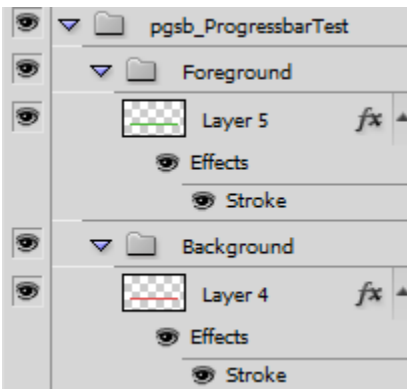 pgsb_ProgressbarTest
Foreground
Layer 5 fx
Effects
Stroke
Background
Layer 4 fx
Effects
Stroke